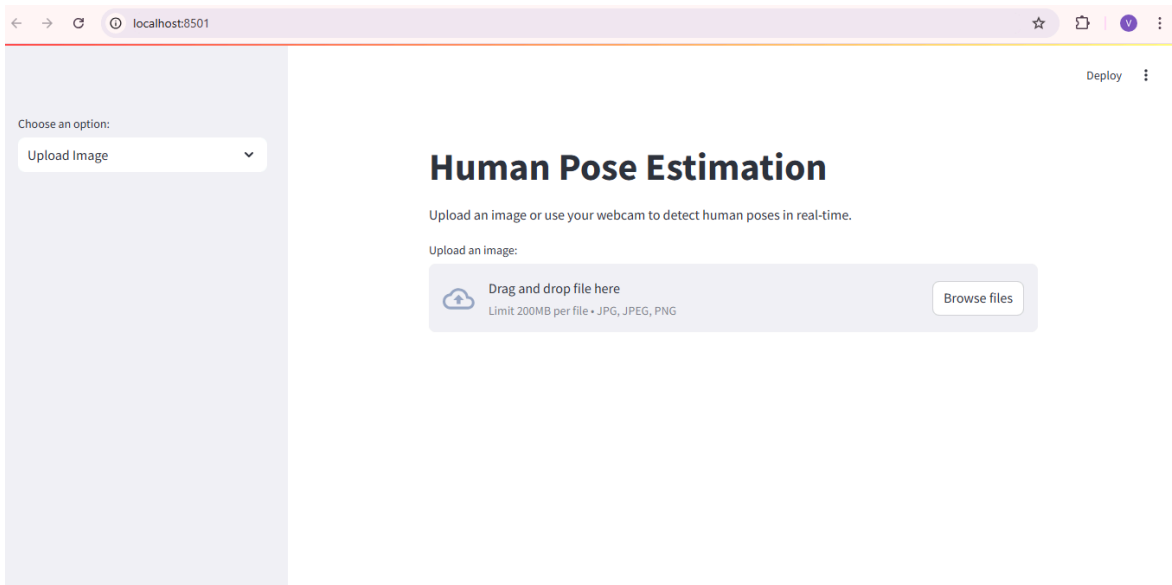 localhost:8501
V
Deploy
Choose an option:
Upload Image
Human Pose Estimation
Upload an image or use your webcam to detect human poses in real-time.
Upload an image:
Drag and drop file here
Limit 200MB per file • JPG, JPEG, PNG
Browse files